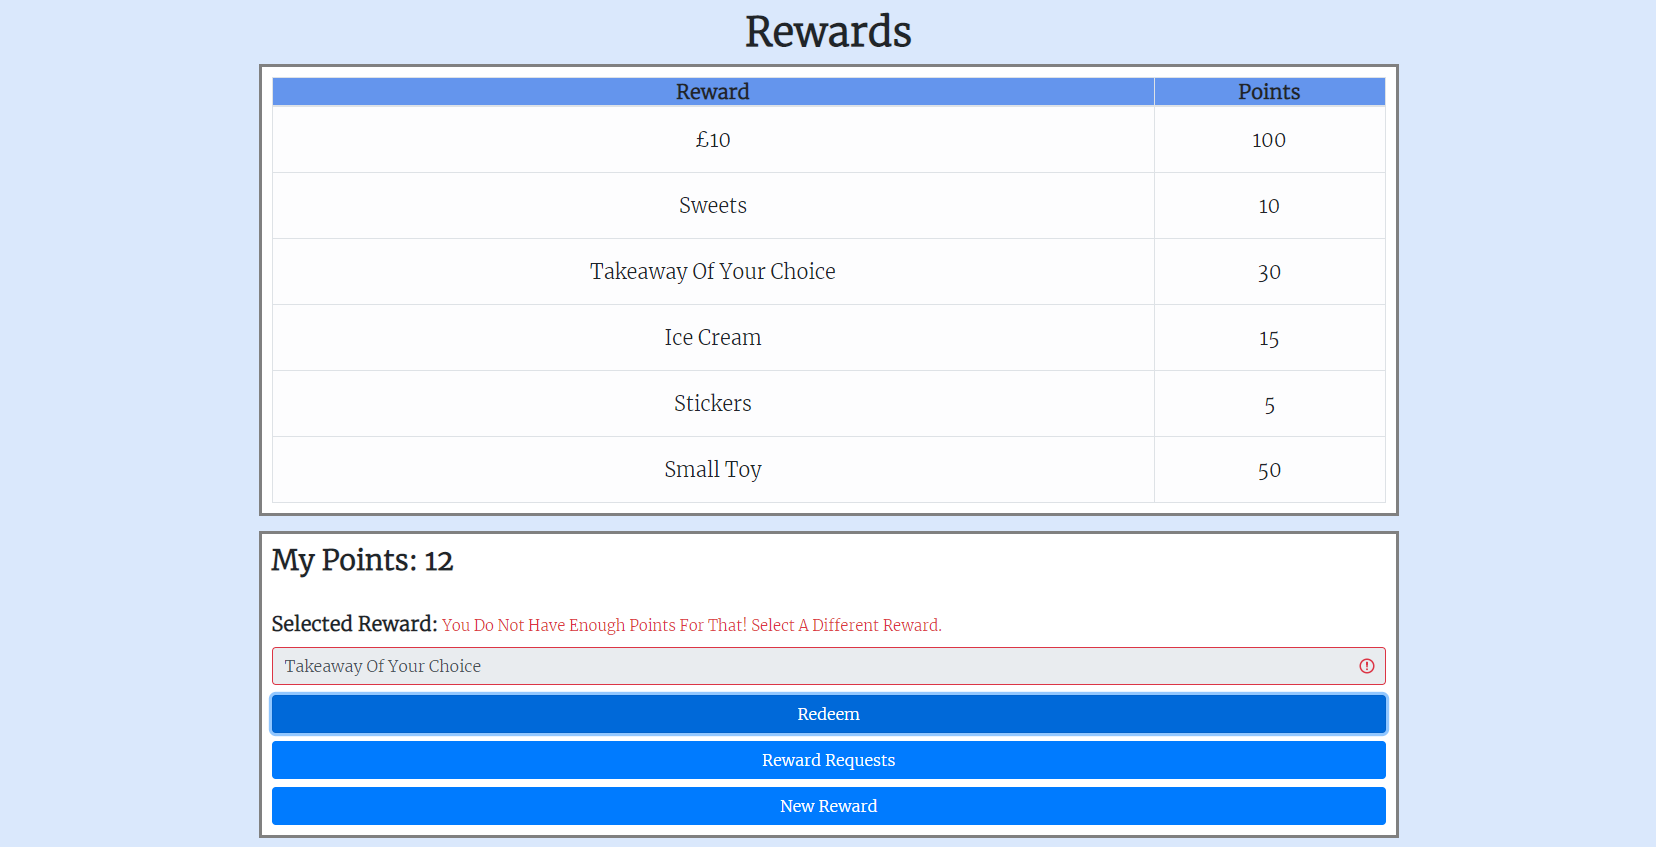 Rewards
Reward Points
£10 100
Sweets 10
Takeaway Of Your Choice 30
Ice Cream 15
Stickers 5
Small Toy 50
My Points: 12
Selected Reward: You Do Not Have Enough Points For That! Select A Different Reward.
Takeaway Of Your Choice
Redeem
Reward Requests
New Reward